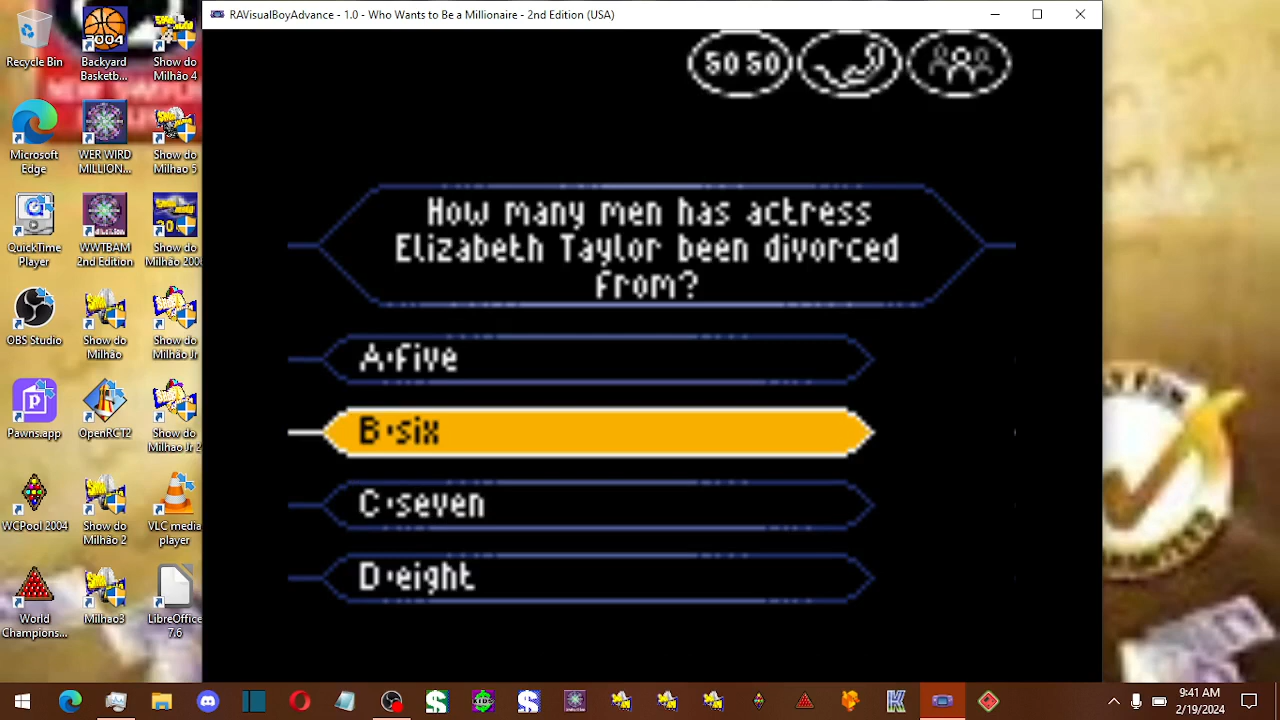 RAVisualBoyAdvance - 1.0 - Who Wants to Be a Millionaire - 2nd Edition (USA)
Recycle Bin
Backyard
Basketb...
Show do
Milhão 4
Microsoft
Edge
WER WIRD
MILLION...
Show do
Milhao 5
QuickTime
Player
WWTBAM
2nd Edition
Show do
Milhão 200
OBS Studio
Show do
Milhão
Show do
Milhão Jr
Pawns.app
OpenRCT2
Show do
Milhão Jr 2
WCPool 2004
Show do
Milhão 2
VLC media
player
World
Champions...
Milhao3
LibreOffice
7.6
50 50
How many men has actress
Elizabeth Taylor been divorced
from?
A•five
B•six
C•seven
D•eight
9:41 AM
2/19/2024